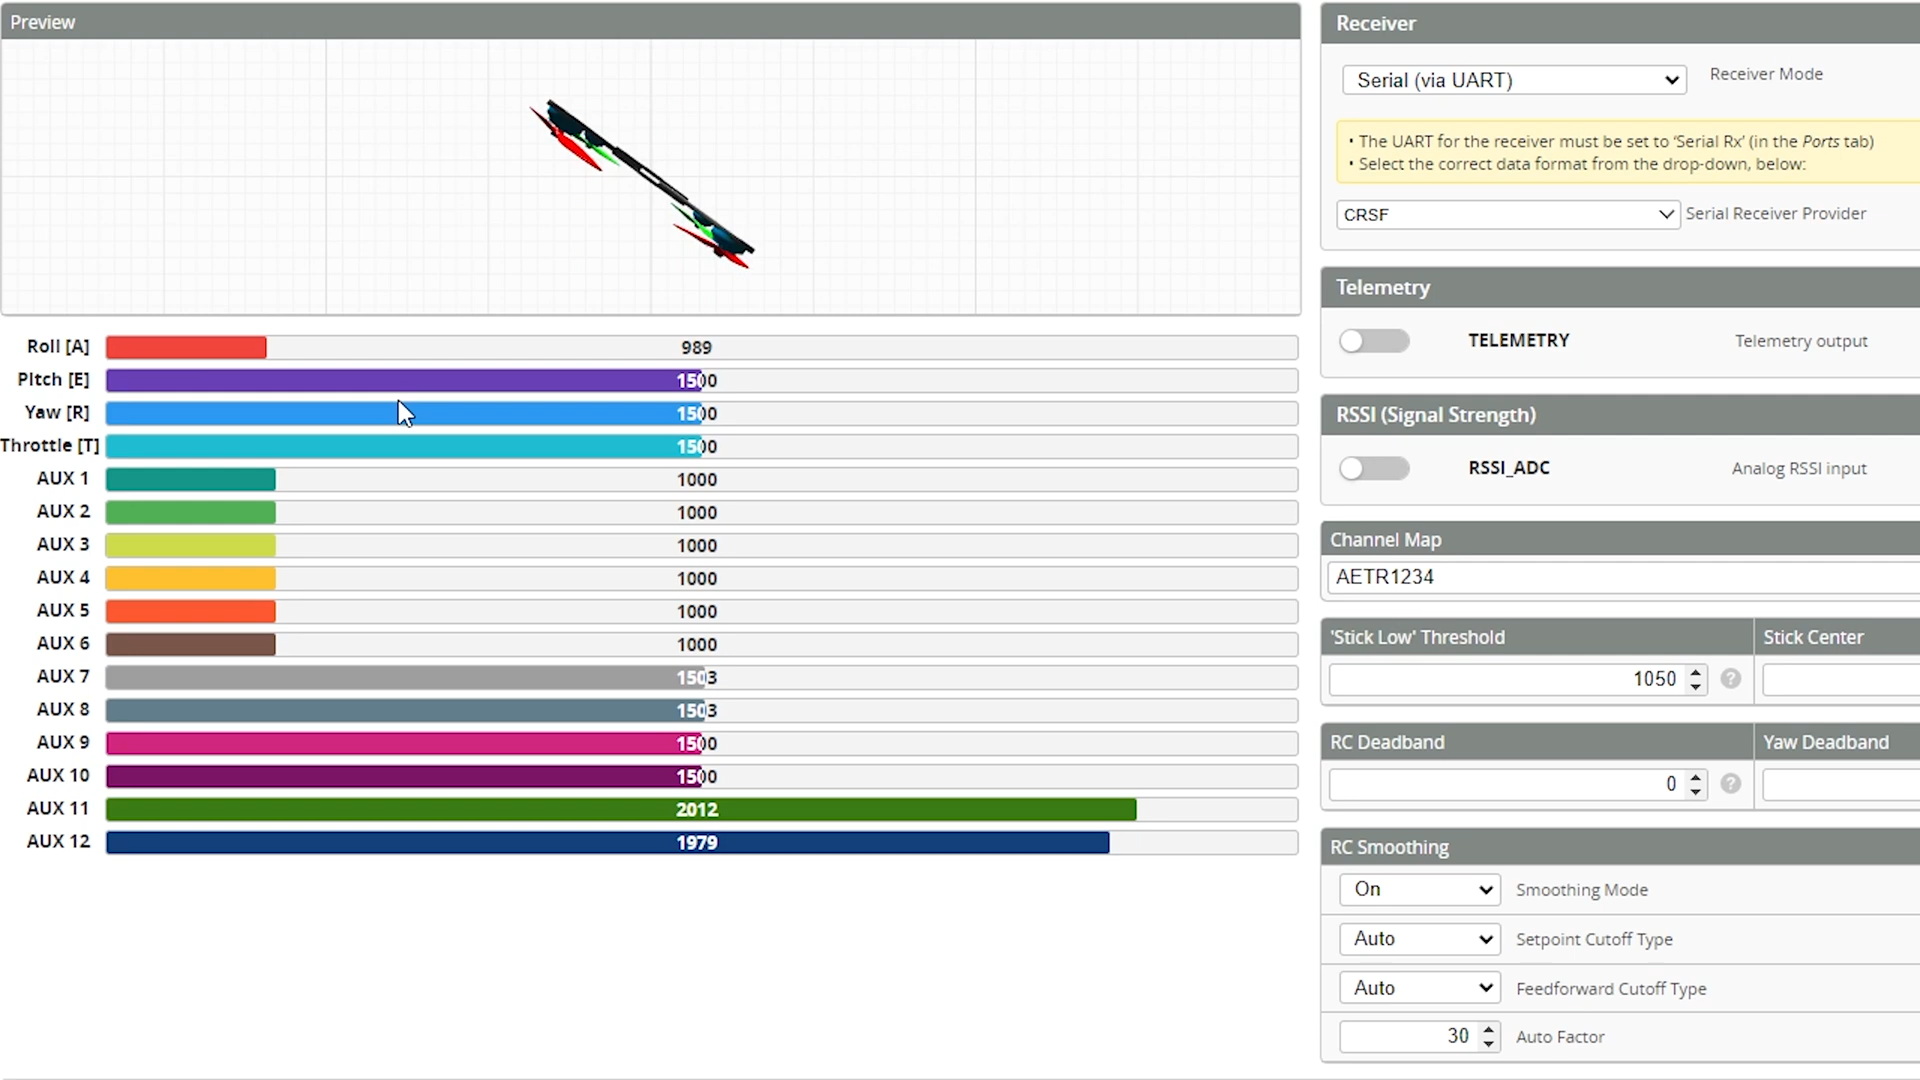 Preview
Roll [A] 989
Pitch [E] 1500
Yaw [R] 1500
Throttle [T] 1500
AUX 1 1000
AUX 2 1000
AUX 3 1000
AUX 4 1000
AUX 5 1000
AUX 6 1000
AUX 7 1503
AUX 8 1503
AUX 9 1500
AUX 10 1500
AUX 11 2012
AUX 12 1979
Receiver
Serial (via UART) Receiver Mode
• The UART for the receiver must be set to ‘Serial Rx’ (in the Ports tab)
• Select the correct data format from the drop-down, below:
CRSF Serial Receiver Provider
Telemetry
TELEMETRY Telemetry output
RSSI (Signal Strength)
RSSI_ADC Analog RSSI input
Channel Map
AETR1234
'Stick Low' Threshold Stick Center
1050 ?
RC Deadband Yaw Deadband
0 ?
RC Smoothing
On Smoothing Mode
Auto Setpoint Cutoff Type
Auto Feedforward Cutoff Type
30 Auto Factor